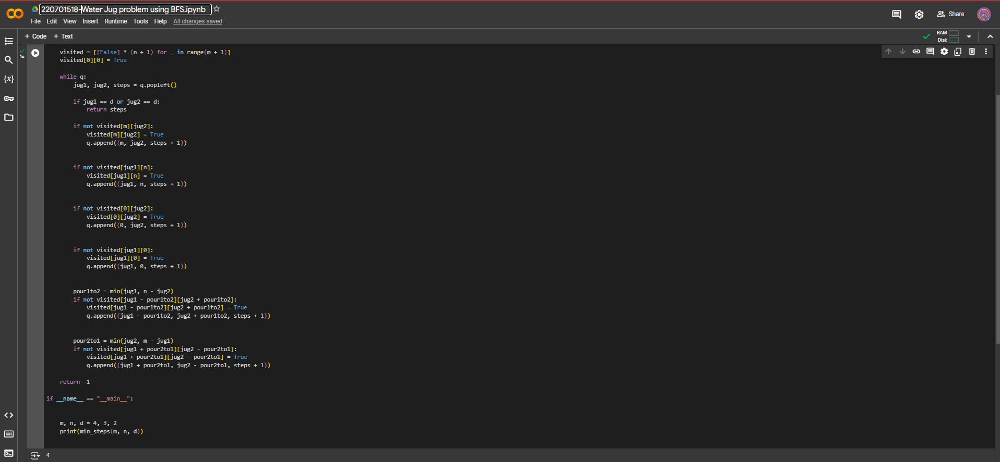 220701518-Water Jug problem using BFS.ipynb
File Edit View Insert Runtime Tools Help All changes saved
Share
+ Code + Text
RAM
Disk
1s
visited = [[False] * (n + 1) for _ in range(m + 1)]
visited[0][0] = True
while q:
jug1, jug2, steps = q.popleft()
if jug1 == d or jug2 == d:
return steps
if not visited[m][jug2]:
visited[m][jug2] = True
q.append((m, jug2, steps + 1))
if not visited[jug1][n]:
visited[jug1][n] = True
q.append((jug1, n, steps + 1))
if not visited[0][jug2]:
visited[0][jug2] = True
q.append((0, jug2, steps + 1))
if not visited[jug1][0]:
visited[jug1][0] = True
q.append((jug1, 0, steps + 1))
pour1to2 = min(jug1, n - jug2)
if not visited[jug1 - pour1to2][jug2 + pour1to2]:
visited[jug1 - pour1to2][jug2 + pour1to2] = True
q.append((jug1 - pour1to2, jug2 + pour1to2, steps + 1))
pour2to1 = min(jug2, m - jug1)
if not visited[jug1 + pour2to1][jug2 - pour2to1]:
visited[jug1 + pour2to1][jug2 - pour2to1] = True
q.append((jug1 + pour2to1, jug2 - pour2to1, steps + 1))
return -1
if __name__ == "__main__":
m, n, d = 4, 3, 2
print(min_steps(m, n, d))
4